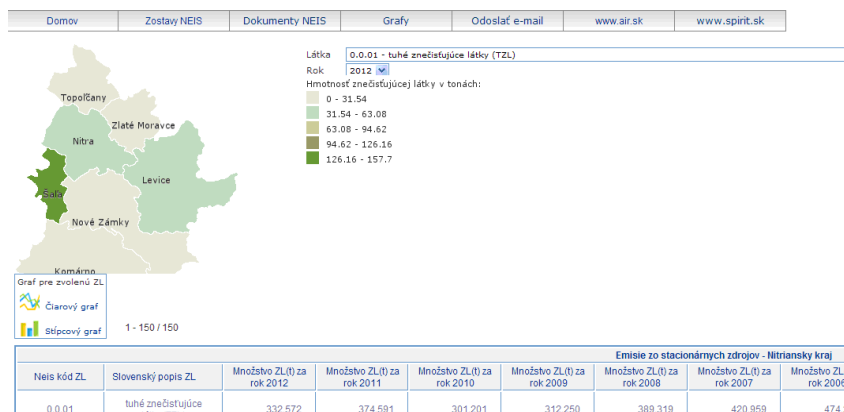 Domov Zostavy NEIS Dokumenty NEIS Grafy Odoslať e-mail www.air.sk www.spirit.sk
Látka 0.0.01 - tuhé znečisťujúce látky (TZL)
Rok 2012
Hmotnosť znečisťujúcej látky v tonách:
0 - 31.54
31.54 - 63.08
63.08 - 94.62
94.62 - 126.16
126.16 - 157.7
Topoľčany
Zlaté Moravce
Nitra
Levice
Šaľa
Nové Zámky
Komárno
Graf pre zvolenú ZL
Čiarový graf
Stĺpcový graf
1 - 150 / 150
Emisie zo stacionárnych zdrojov - Nitriansky kraj
Neis kód ZL Slovenský popis ZL Množstvo ZL(t) za rok 2012 Množstvo ZL(t) za rok 2011 Množstvo ZL(t) za rok 2010 Množstvo ZL(t) za rok 2009 Množstvo ZL(t) za rok 2008 Množstvo ZL(t) za rok 2007 Množstvo ZL rok 2006
0.0.01 tuhé znečisťujúce 332.572 374.591 301.201 312.250 389.319 420.959 474.